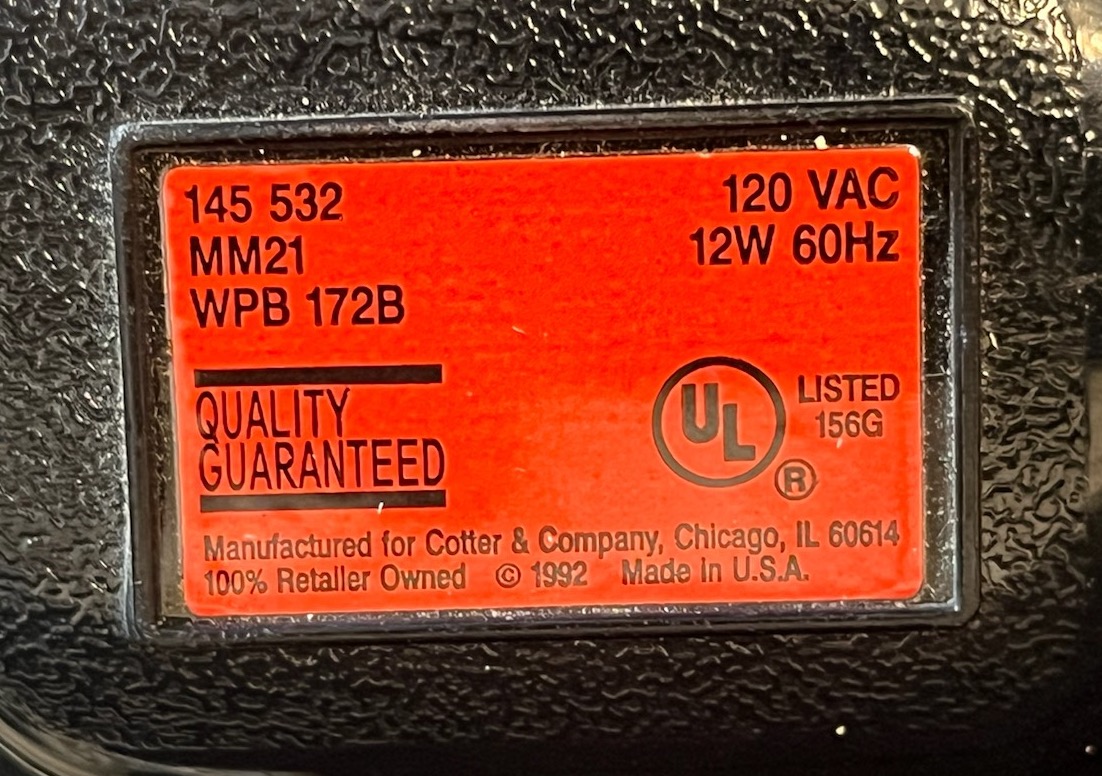 145 532
MM21
WPB 172B
120 VAC
12W 60Hz
QUALITY
GUARANTEED
UL
LISTED
156G
®
Manufactured for Cotter & Company, Chicago, IL 60614
100% Retailer Owned © 1992 Made In U.S.A.